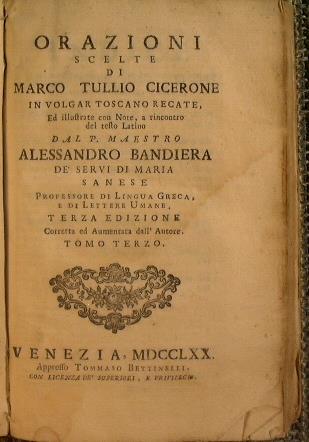 ORAZIONI
SCELTE
DI
MARCO TULLIO CICERONE
IN VOLGAR TOSCANO RECATE,
Ed illustrate con Note, a rincontro
del testo Latino
DAL P. MAESTRO
ALESSANDRO BANDIERA
DE' SERVI DI MARIA
SANESE
PROFESSORE DI LINGUA GRECA,
E DI LETTERE UMANE,
TERZA EDIZIONE
Corretta ed Aumentata dall' Autore.
TOMO TERZO.
VENEZIA, MDCCLXX.
Appresso TOMMASO BETTINELLI,
CON LICENZA DE' SUPERIORI, E PRIVILEGIO.